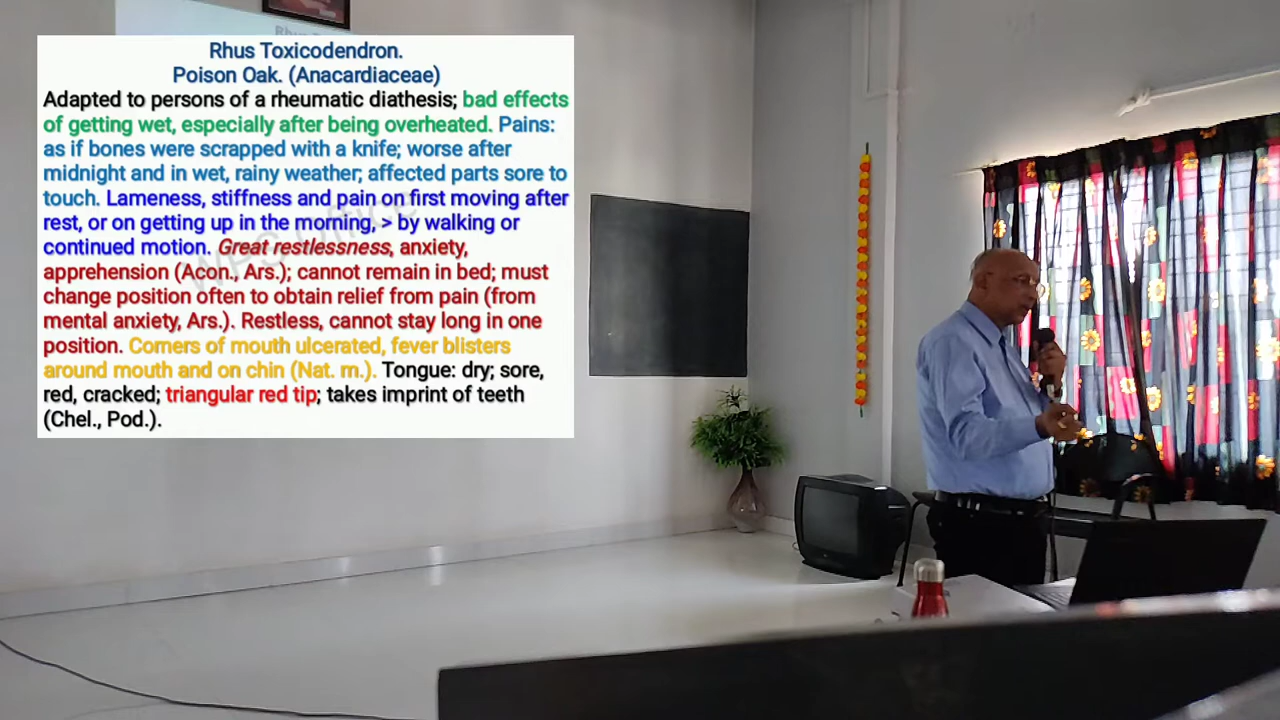 Rhus Toxicodendron.
Poison Oak. (Anacardiaceae)
Adapted to persons of a rheumatic diathesis; bad effects
of getting wet, especially after being overheated. Pains:
as if bones were scrapped with a knife; worse after
midnight and in wet, rainy weather; affected parts sore to
touch. Lameness, stiffness and pain on first moving after
rest, or on getting up in the morning, > by walking or
continued motion. Great restlessness, anxiety,
apprehension (Acon., Ars.); cannot remain in bed; must
change position often to obtain relief from pain (from
mental anxiety, Ars.). Restless, cannot stay long in one
position. Corners of mouth ulcerated, fever blisters
around mouth and on chin (Nat. m.). Tongue: dry; sore,
red, cracked; triangular red tip; takes imprint of teeth
(Chel., Pod.).
WPS Office